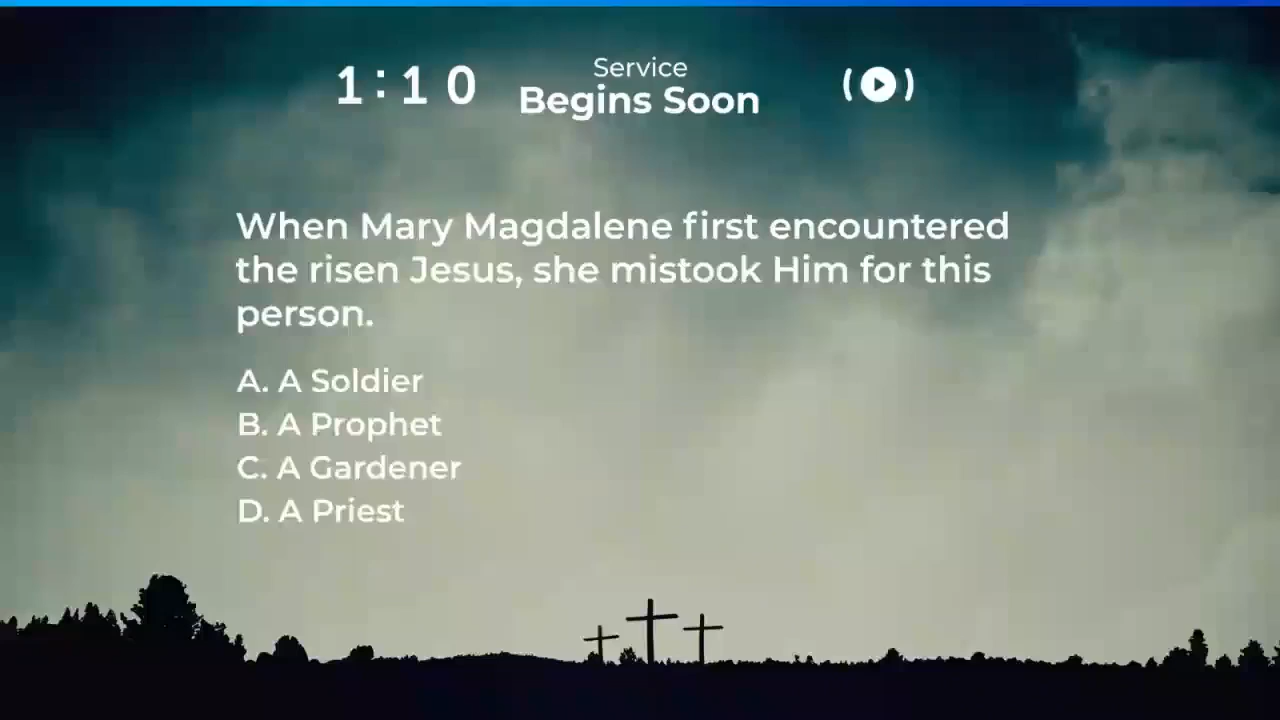 1:10
Service
Begins Soon
When Mary Magdalene first encountered
the risen Jesus, she mistook Him for this
person.
A. A Soldier
B. A Prophet
C. A Gardener
D. A Priest